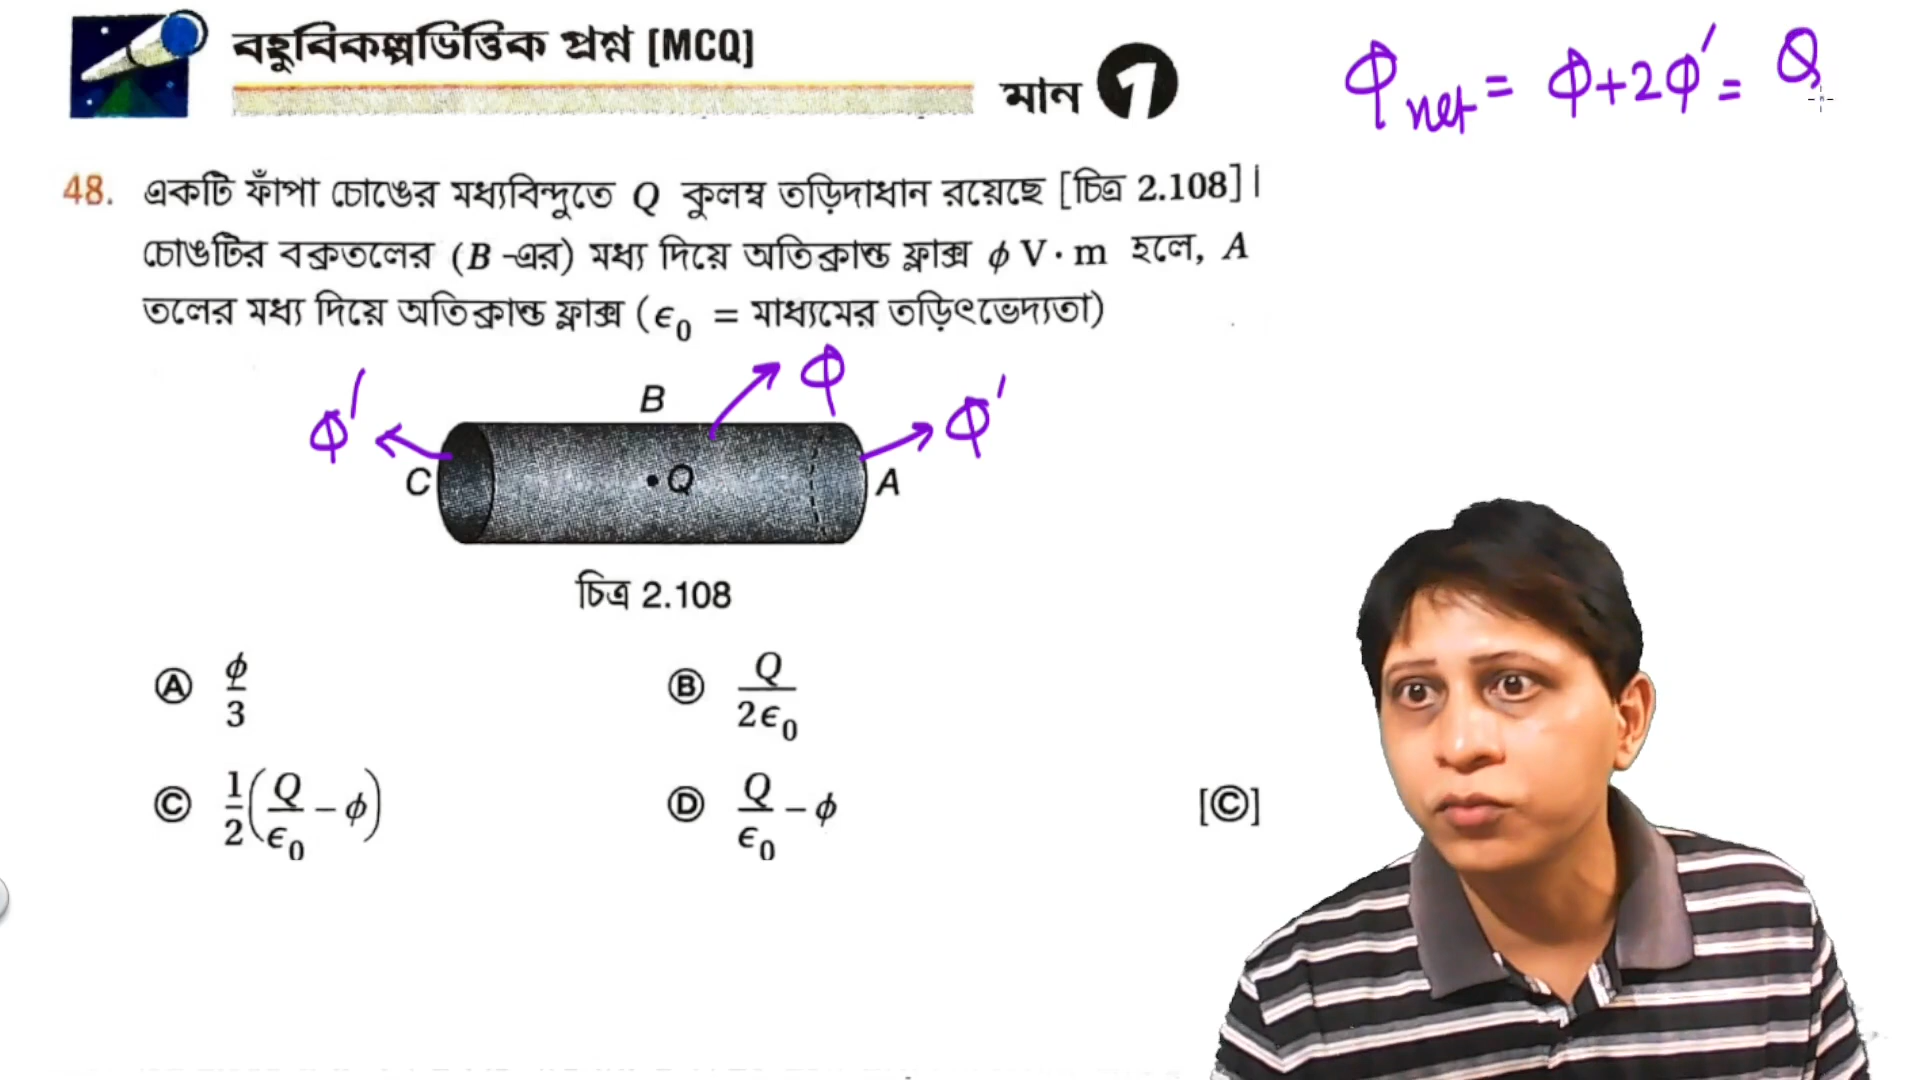 বহুবিকল্পভিত্তিক প্রশ্ন [MCQ]
মান 1
Φnet = Φ+2Φ′ = Q
48. একটি ফাঁপা চোঙের মধ্যবিন্দুতে Q কুলম্ব তড়িদাধান রয়েছে [চিত্র 2.108]।
চোঙটির বক্রতলের (B -এর) মধ্য দিয়ে অতিক্রান্ত ফ্লাক্স ϕ V·m হলে, A
তলের মধ্য দিয়ে অতিক্রান্ত ফ্লাক্স (ϵ₀ = মাধ্যমের তড়িৎভেদ্যতা)
Φ′ B Φ Φ′
C Q A
চিত্র 2.108
Ⓐ ϕ/3 Ⓑ Q/2ϵ₀
Ⓒ 1/2(Q/ϵ₀ − ϕ) Ⓓ Q/ϵ₀ − ϕ [Ⓒ]